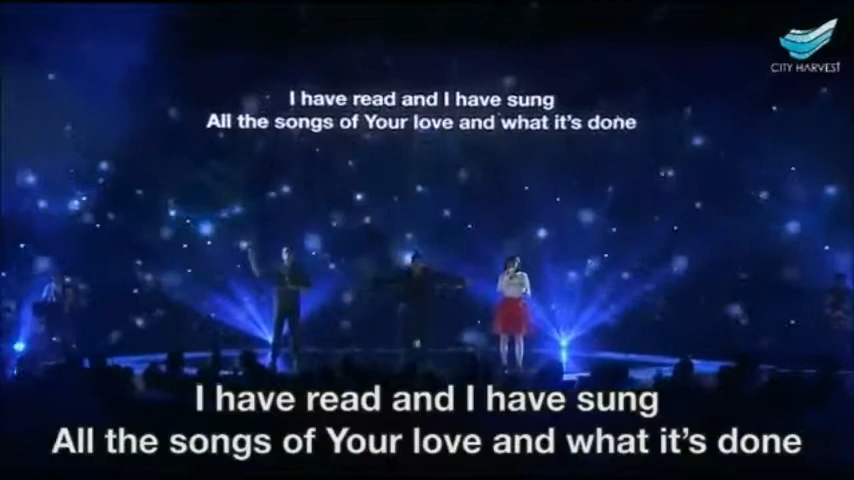 CITY HARVEST
I have read and I have sung
All the songs of Your love and what it's done
I have read and I have sung
All the songs of Your love and what it's done